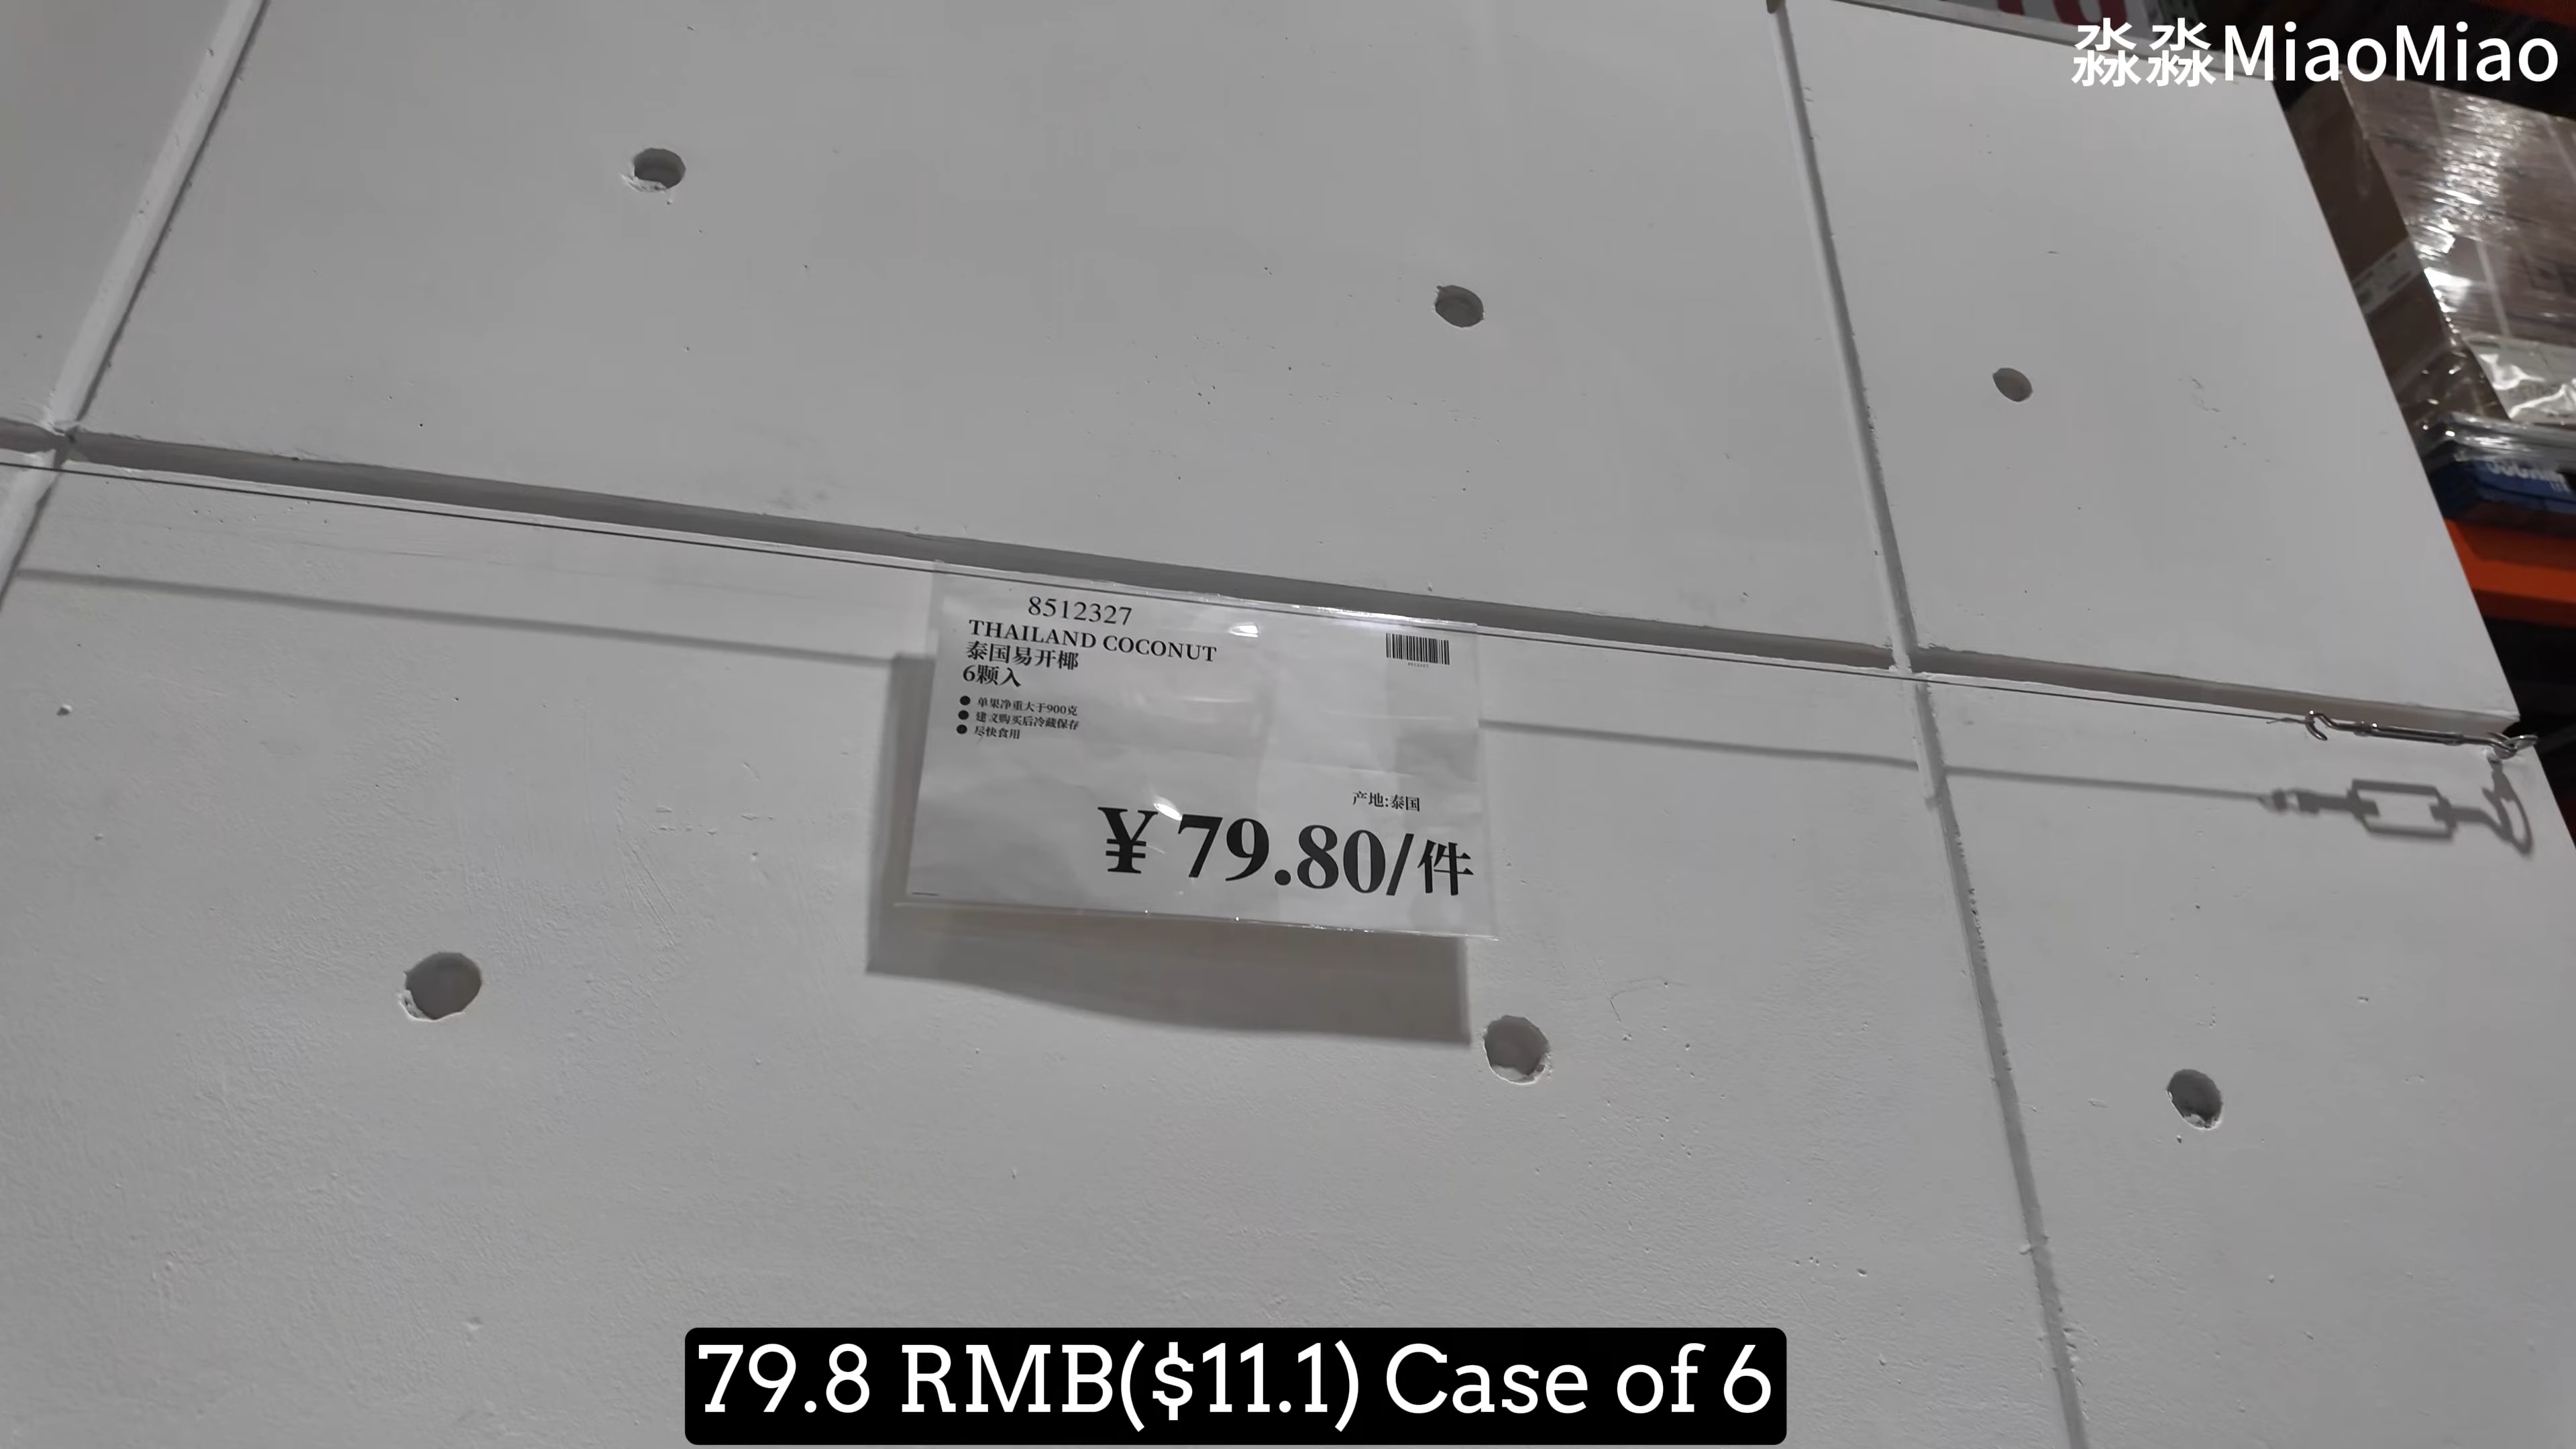 淼淼MiaoMiao
8512327
THAILAND COCONUT
泰国易开椰
6颗入
● 单果净重大于900克
● 建议购买后冷藏保存
● 尽快食用
产地:泰国
¥ 79.80/件
79.8 RMB($11.1) Case of 6